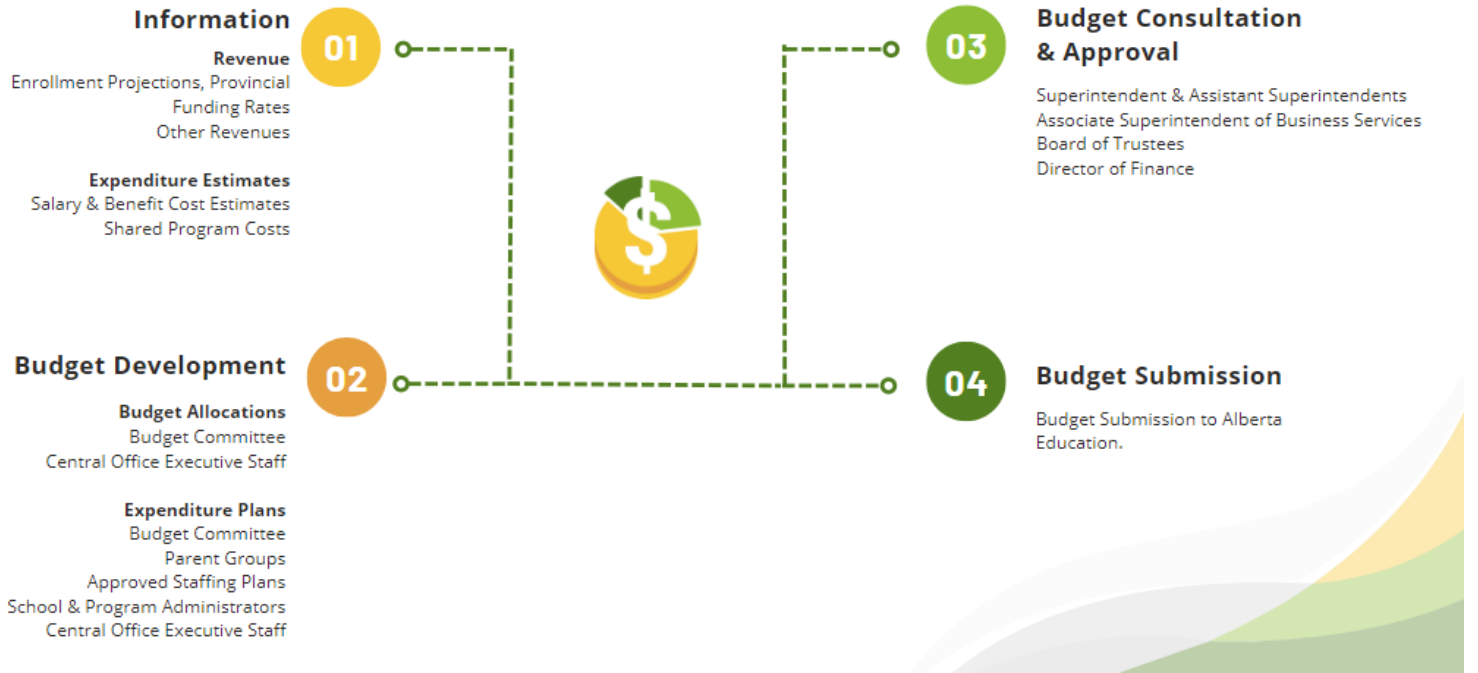 Information
01
Revenue
Enrollment Projections, Provincial
Funding Rates
Other Revenues
Expenditure Estimates
Salary & Benefit Cost Estimates
Shared Program Costs
Budget Development
02
Budget Allocations
Budget Committee
Central Office Executive Staff
Expenditure Plans
Budget Committee
Parent Groups
Approved Staffing Plans
School & Program Administrators
Central Office Executive Staff
$
03
Budget Consultation
& Approval
Superintendent & Assistant Superintendents
Associate Superintendent of Business Services
Board of Trustees
Director of Finance
04
Budget Submission
Budget Submission to Alberta
Education.